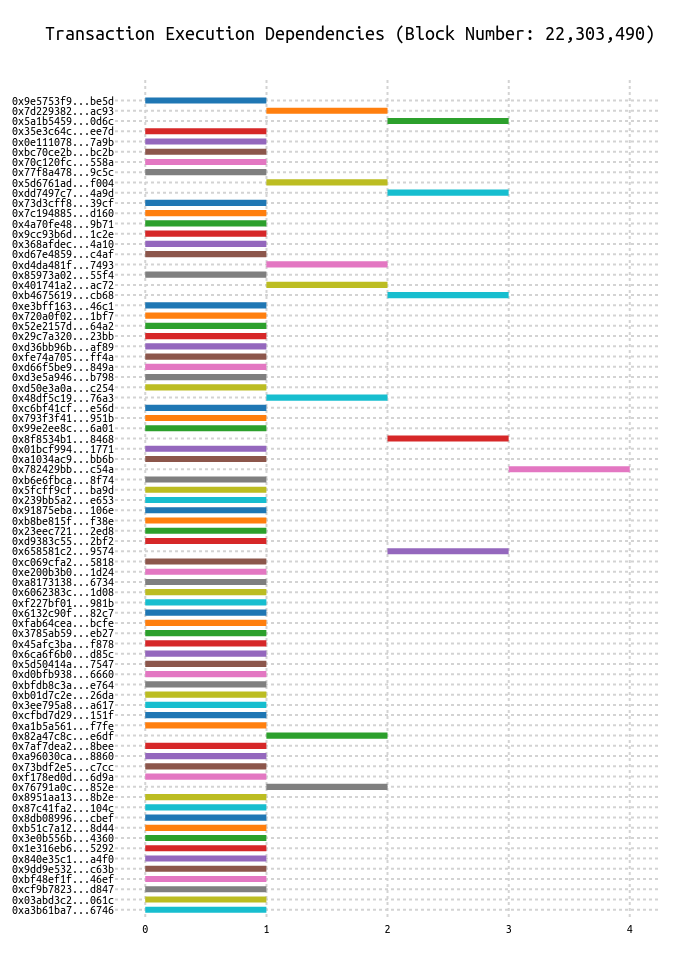 Transaction Execution Dependencies (Block Number: 22,303,490)
0x9e5753f9...be5d
0x7d229382...ac93
0x5a1b5459...0d6c
0x35e3c64c...ee7d
0x0e111078...7a9b
0xbc70ce2b...bc2b
0x70c120fc...558a
0x77f8a478...9c5c
0x5d6761ad...f004
0xdd7497c7...4a9d
0x73d3cff8...39cf
0x7c194885...d160
0x4a70fe48...9b71
0x9cc93b6d...1c2e
0x368afdec...4a10
0xd67e4859...c4af
0xd4da481f...7493
0x85973a02...55f4
0x401741a2...ac72
0xb4675619...cb68
0xe3bff163...46c1
0x720a0f02...1bf7
0x52e2157d...64a2
0x29c7a320...23bb
0xd36bb96b...af89
0xfe74a705...ff4a
0xd66f5be9...849a
0xd3e5a946...b798
0xd50e3a0a...c254
0x48df5c19...76a3
0xc6bf41cf...e56d
0x793f3f41...951b
0x99e2ee8c...6a01
0x8f8534b1...8468
0x01bcf994...1771
0xa1034ac9...bb6b
0x782429bb...c54a
0xb6e6fbca...8f74
0x5fcff9cf...ba9d
0x239bb5a2...e653
0x91875eba...106e
0xb8be815f...f38e
0x23eec721...2ed8
0xd9383c55...2bf2
0x658581c2...9574
0xc069cfa2...5818
0xe200b3b0...1d24
0xa8173138...6734
0x6062383c...1d08
0xf227bf01...981b
0x6132c90f...82c7
0xfab64cea...bcfe
0x3785ab59...eb27
0x45afc3ba...f878
0x6ca6f6b0...d85c
0x5d50414a...7547
0xd0bfb938...6660
0xbfdb8c3a...e764
0xb01d7c2e...26da
0x3ee795a8...a617
0xcfbd7d29...151f
0xa1b5a561...f7fe
0x82a47c8c...e6df
0x7af7dea2...8bee
0xa96030ca...8860
0x73bdf2e5...c7cc
0xf178ed0d...6d9a
0x76791a0c...852e
0x8951aa13...8b2e
0x87c41fa2...104c
0x8db08996...cbef
0xb51c7a12...8d44
0x3e0b556b...4360
0x1e316eb6...5292
0x840e35c1...a4f0
0x9dd9e532...c63b
0xbf48ef1f...46ef
0xcf9b7823...d847
0x03abd3c2...061c
0xa3b61ba7...6746
0 1 2 3 4